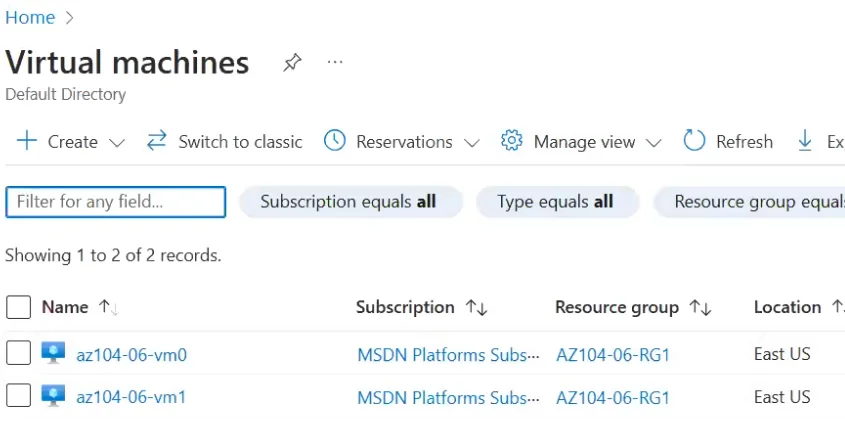 Home >
Virtual machines ...
Default Directory
+ Create Switch to classic Reservations Manage view Refresh Ex
Filter for any field... Subscription equals all Type equals all Resource group equals
Showing 1 to 2 of 2 records.
Name ↑↓ Subscription ↑↓ Resource group ↑↓ Location ↑
az104-06-vm0 MSDN Platforms Subs··· AZ104-06-RG1 East US
az104-06-vm1 MSDN Platforms Subs··· AZ104-06-RG1 East US